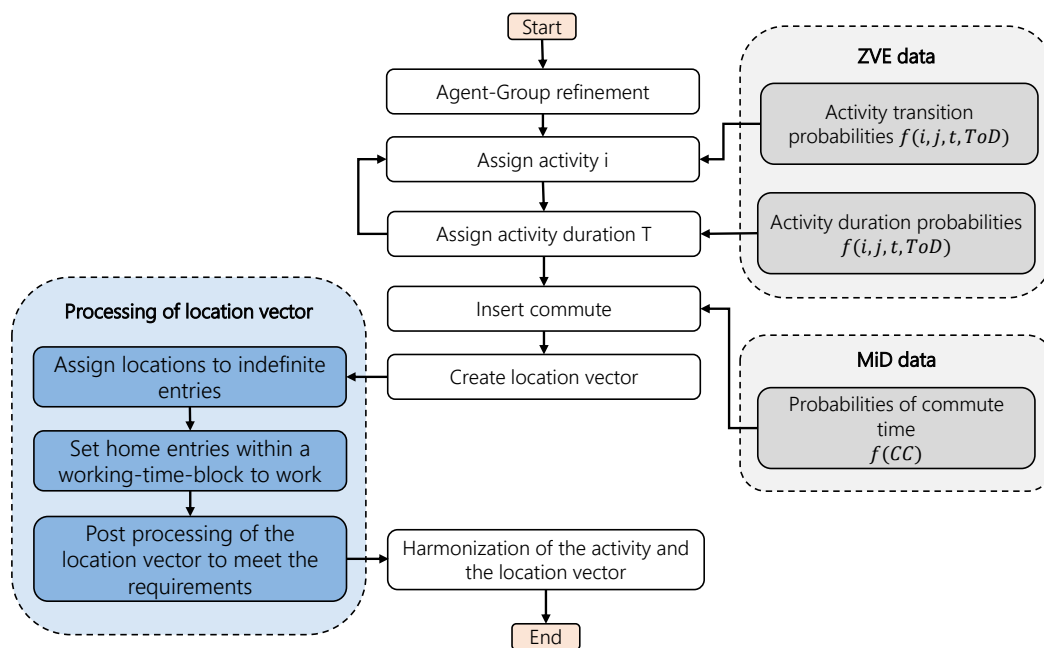 Start
ZVE data
Agent-Group refinement
Activity transition
probabilities f(i,j,t,ToD)
Assign activity i
Activity duration probabilities
f(i,j,t,ToD)
Assign activity duration T
Processing of location vector
Insert commute
Assign locations to indefinite
entries
Create location vector
MiD data
Probabilities of commute
time
f(CC)
Set home entries within a
working-time-block to work
Post processing of the
location vector to meet the
requirements
Harmonization of the activity and
the location vector
End